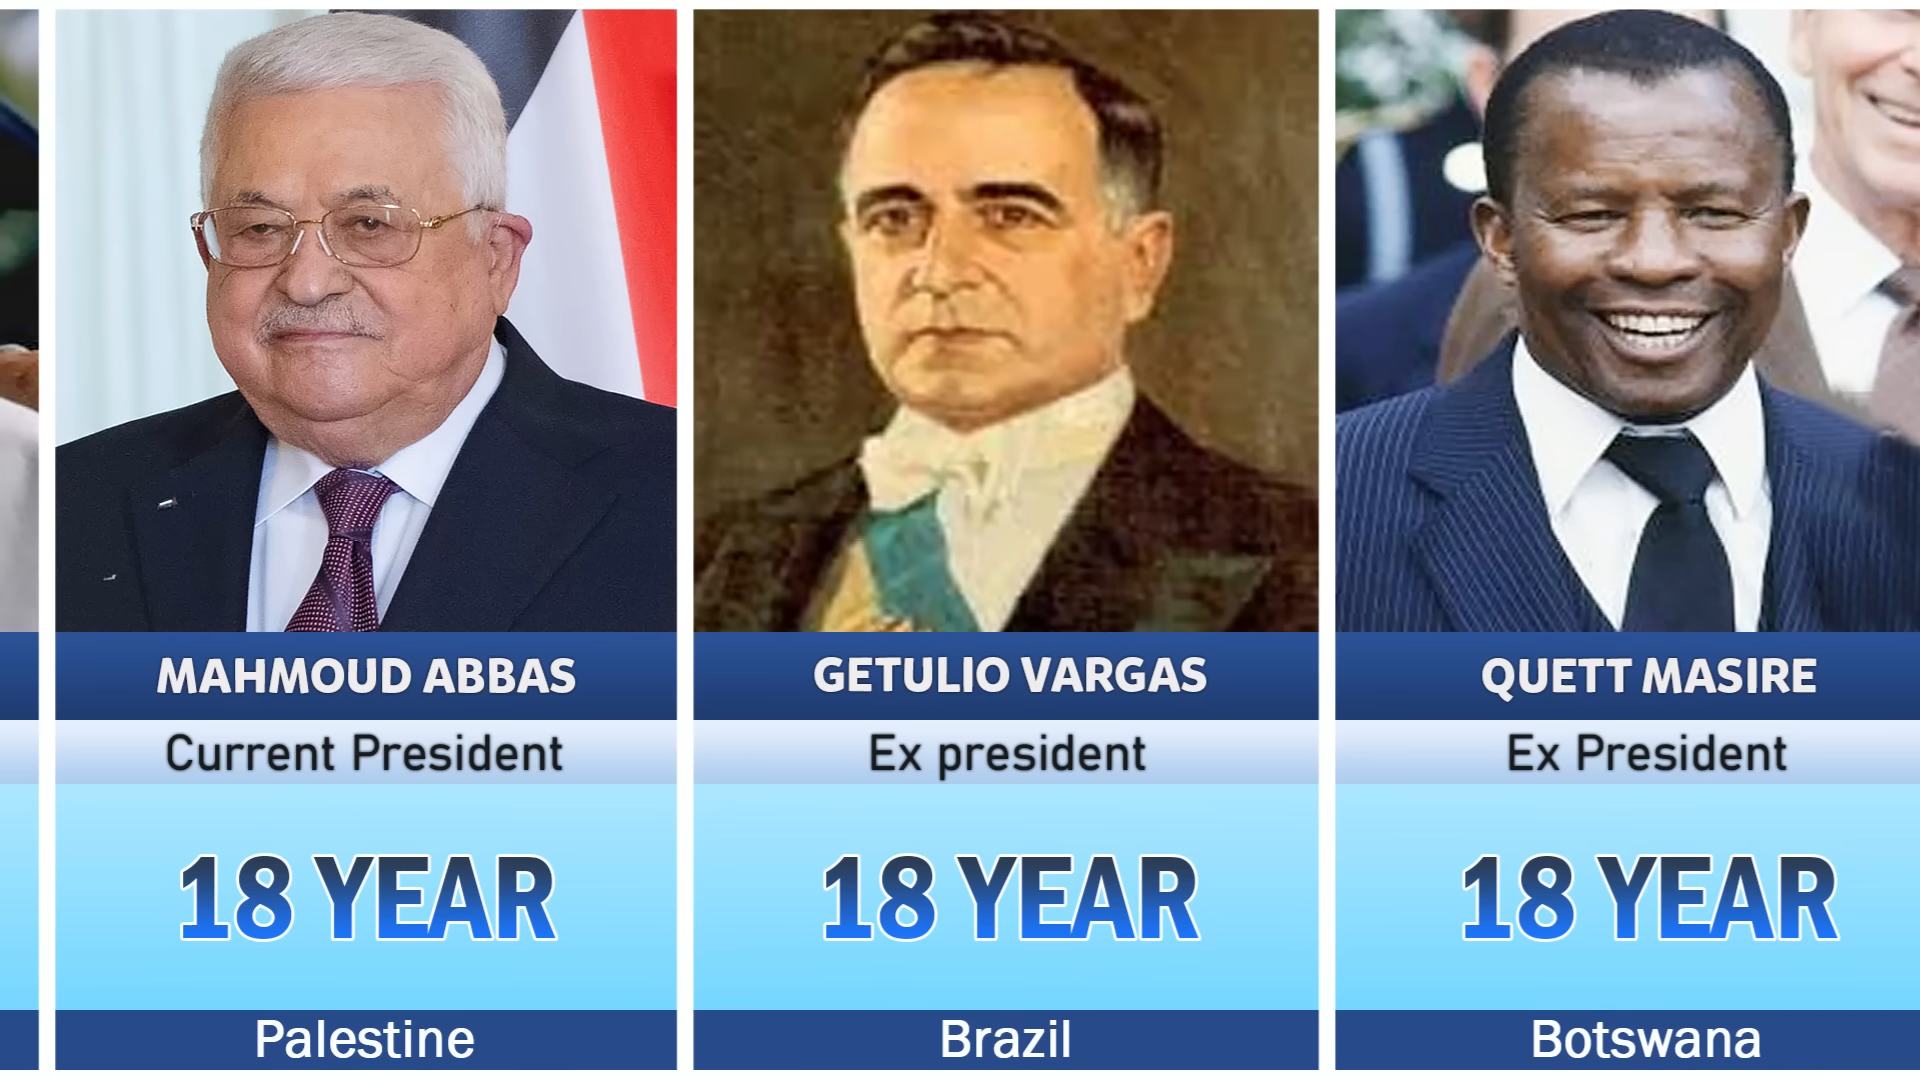 MAHMOUD ABBAS
Current President
18 YEAR
Palestine
GETULIO VARGAS
Ex president
18 YEAR
Brazil
QUETT MASIRE
Ex President
18 YEAR
Botswana